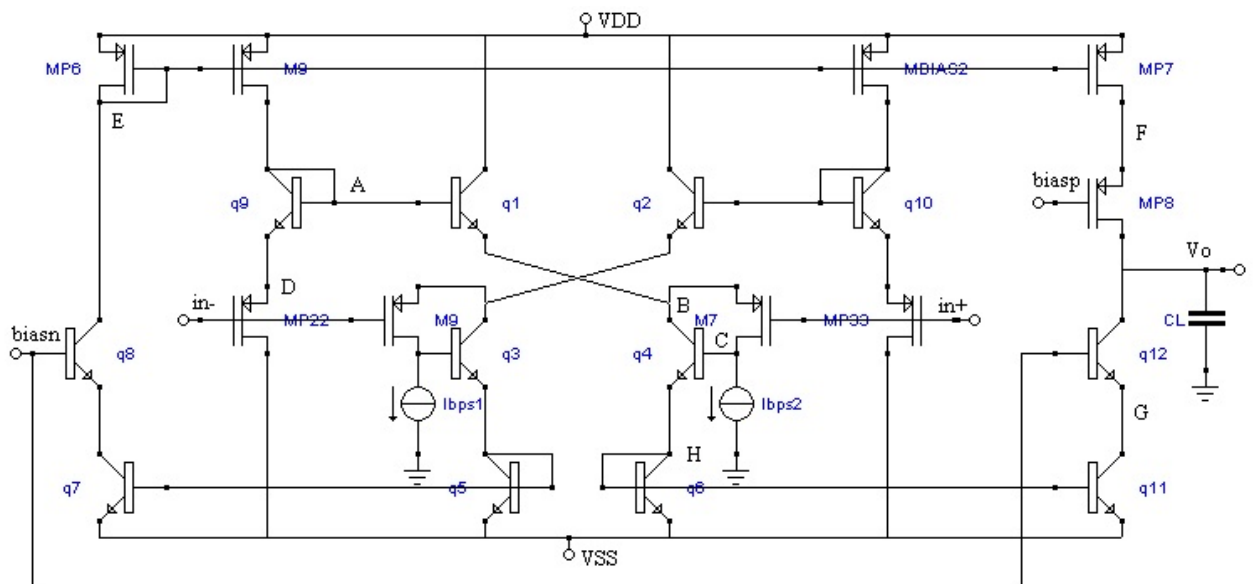 VDD
MP6
M9
MBIAS2
MP7
E
F
A
biasp
q9
q1
q2
q10
MP8
Vo
D
in-
B
in+
MP22
M9
M7
MP33
CL
biasn
q8
q3
q4
C
q12
Ibps1
Ibps2
G
H
q7
q5
q6
q11
VSS